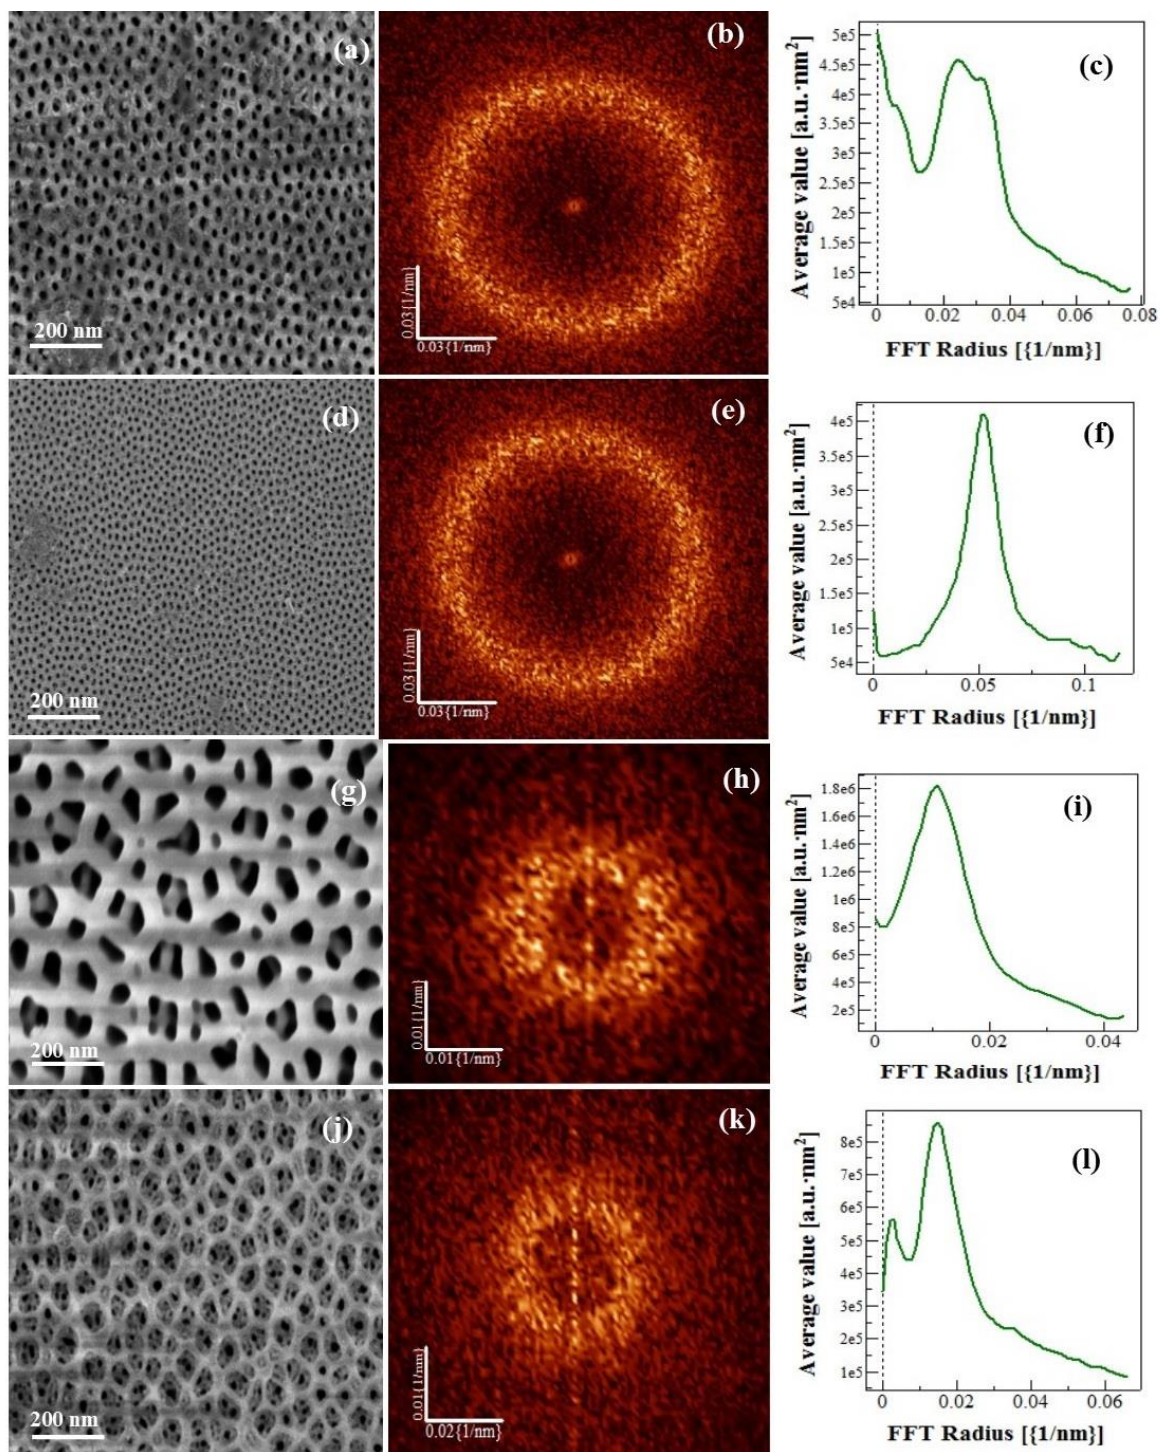 (a)
200 nm
(b)
0.03{1/nm}
0.03{1/nm}
(c)
Average value [a.u.·nm²]
5e5
4.5e5
4e5
3.5e5
3e5
2.5e5
2e5
1.5e5
1e5
5e4
0 0.02 0.04 0.06 0.08
FFT Radius [{1/nm}]
(d)
200 nm
(e)
0.03{1/nm}
0.03{1/nm}
(f)
Average value [a.u.·nm²]
4e5
3.5e5
3e5
2.5e5
2e5
1.5e5
1e5
5e4
0 0.05 0.1
FFT Radius [{1/nm}]
(g)
200 nm
(h)
0.01{1/nm}
0.01{1/nm}
(i)
Average value [a.u.·nm²]
1.8e6
1.6e6
1.4e6
1.2e6
1e6
8e5
6e5
4e5
2e5
0 0.02 0.04
FFT Radius [{1/nm}]
(j)
200 nm
(k)
0.01{1/nm}
0.02{1/nm}
(l)
Average value [a.u.·nm²]
8e5
7e5
6e5
5e5
4e5
3e5
2e5
1e5
0 0.02 0.04 0.06
FFT Radius [{1/nm}]